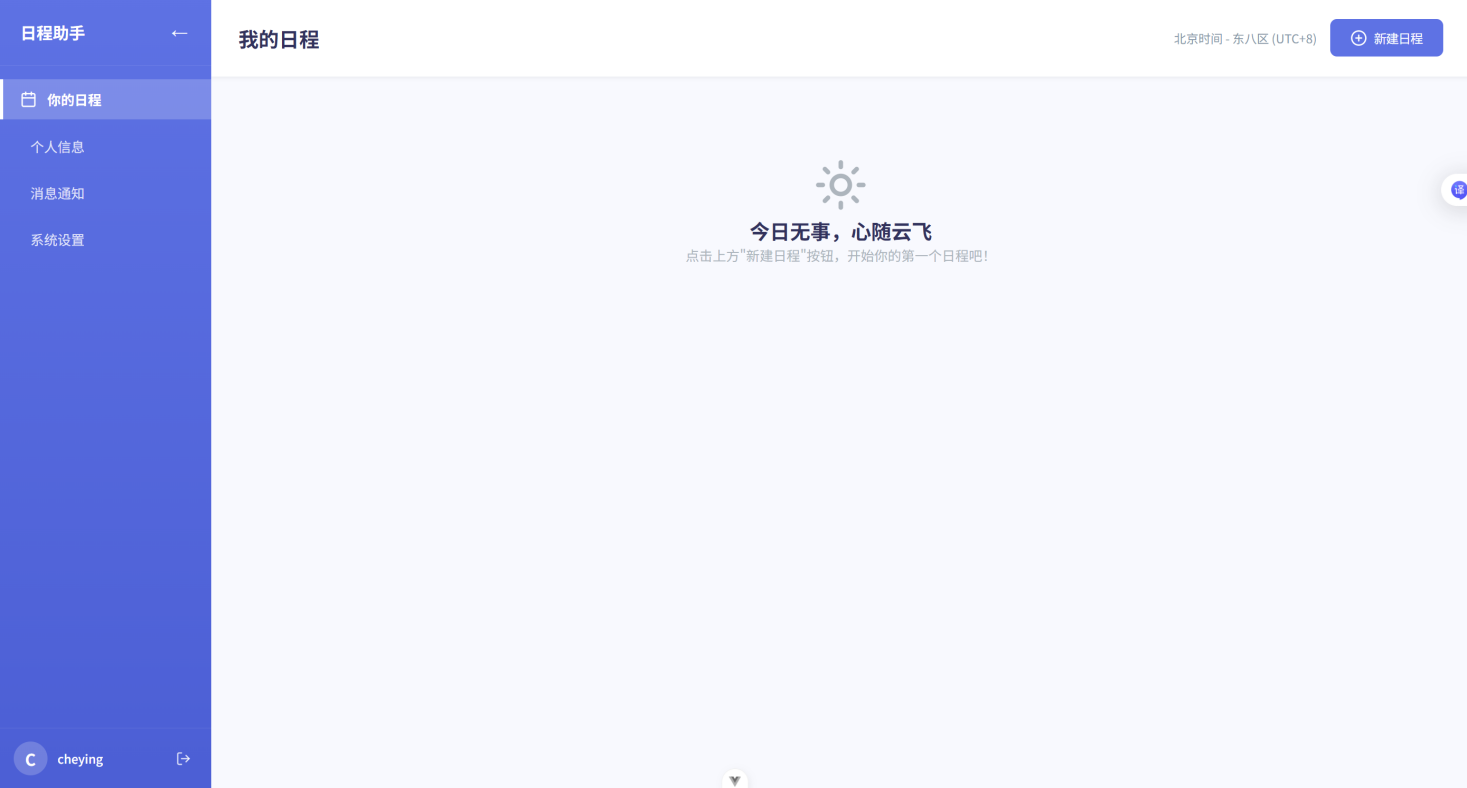 日程助手 ←
你的日程
个人信息
消息通知
系统设置
C cheying
我的日程
北京时间 - 东八区 (UTC+8)
新建日程
今日无事，心随云飞
点击上方"新建日程"按钮，开始你的第一个日程吧！
译